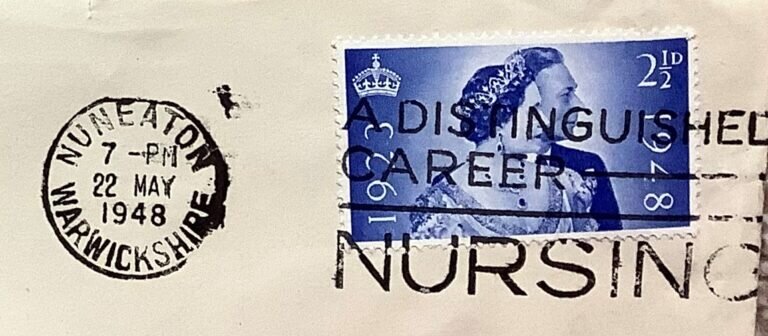 NUNEATON
7-PM
22 MAY
1948
WARWICKSHIRE
2½D
1923
1948
A DISTINGUISHED
CAREER
NURSING